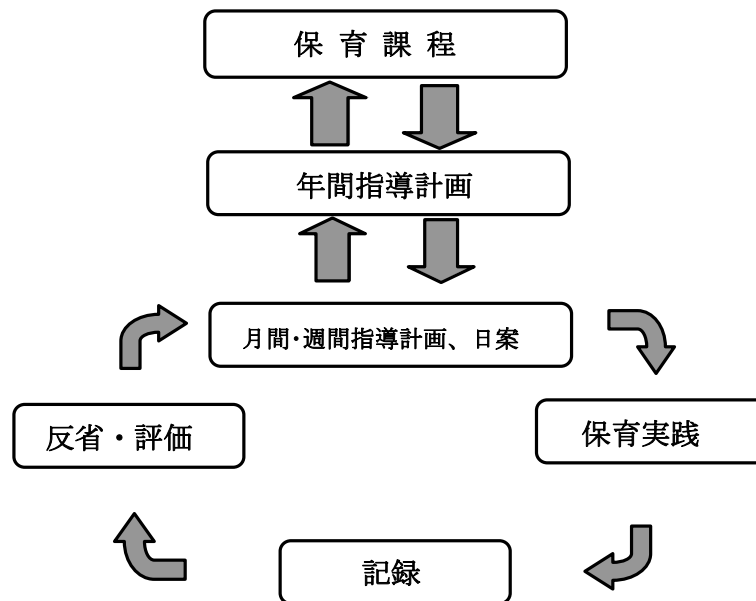 保育課程
年間指導計画
月間・週間指導計画、日案
反省・評価
保育実践
記録